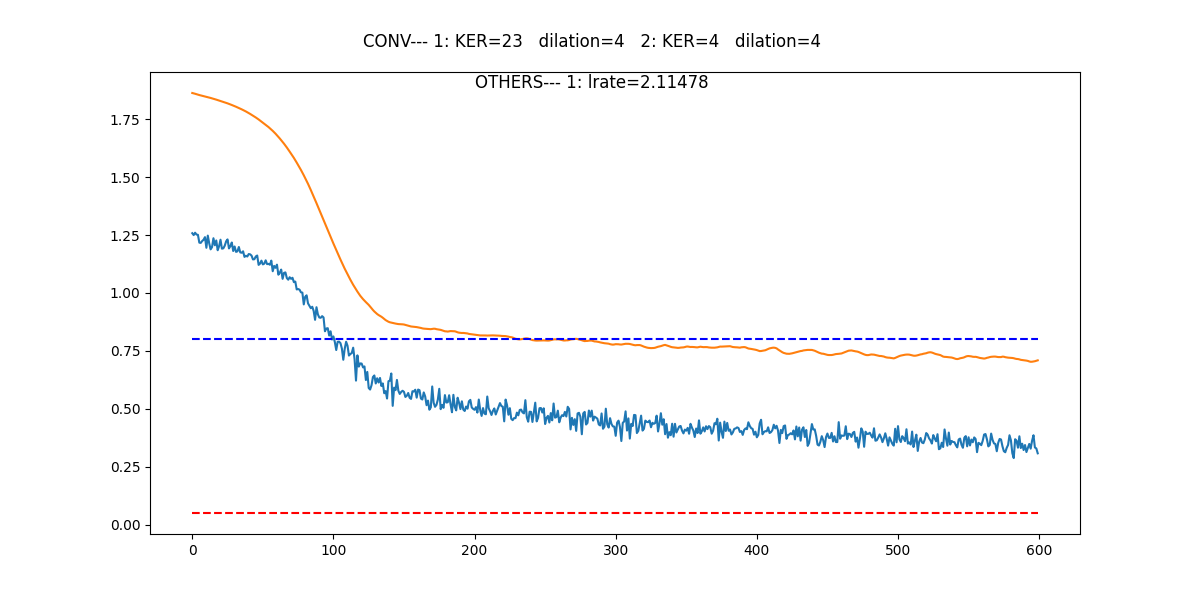 CONV--- 1: KER=23   dilation=4   2: KER=4   dilation=4
OTHERS--- 1: lrate=2.11478
1.75
1.50
1.25
1.00
0.75
0.50
0.25
0.00
0 100 200 300 400 500 600